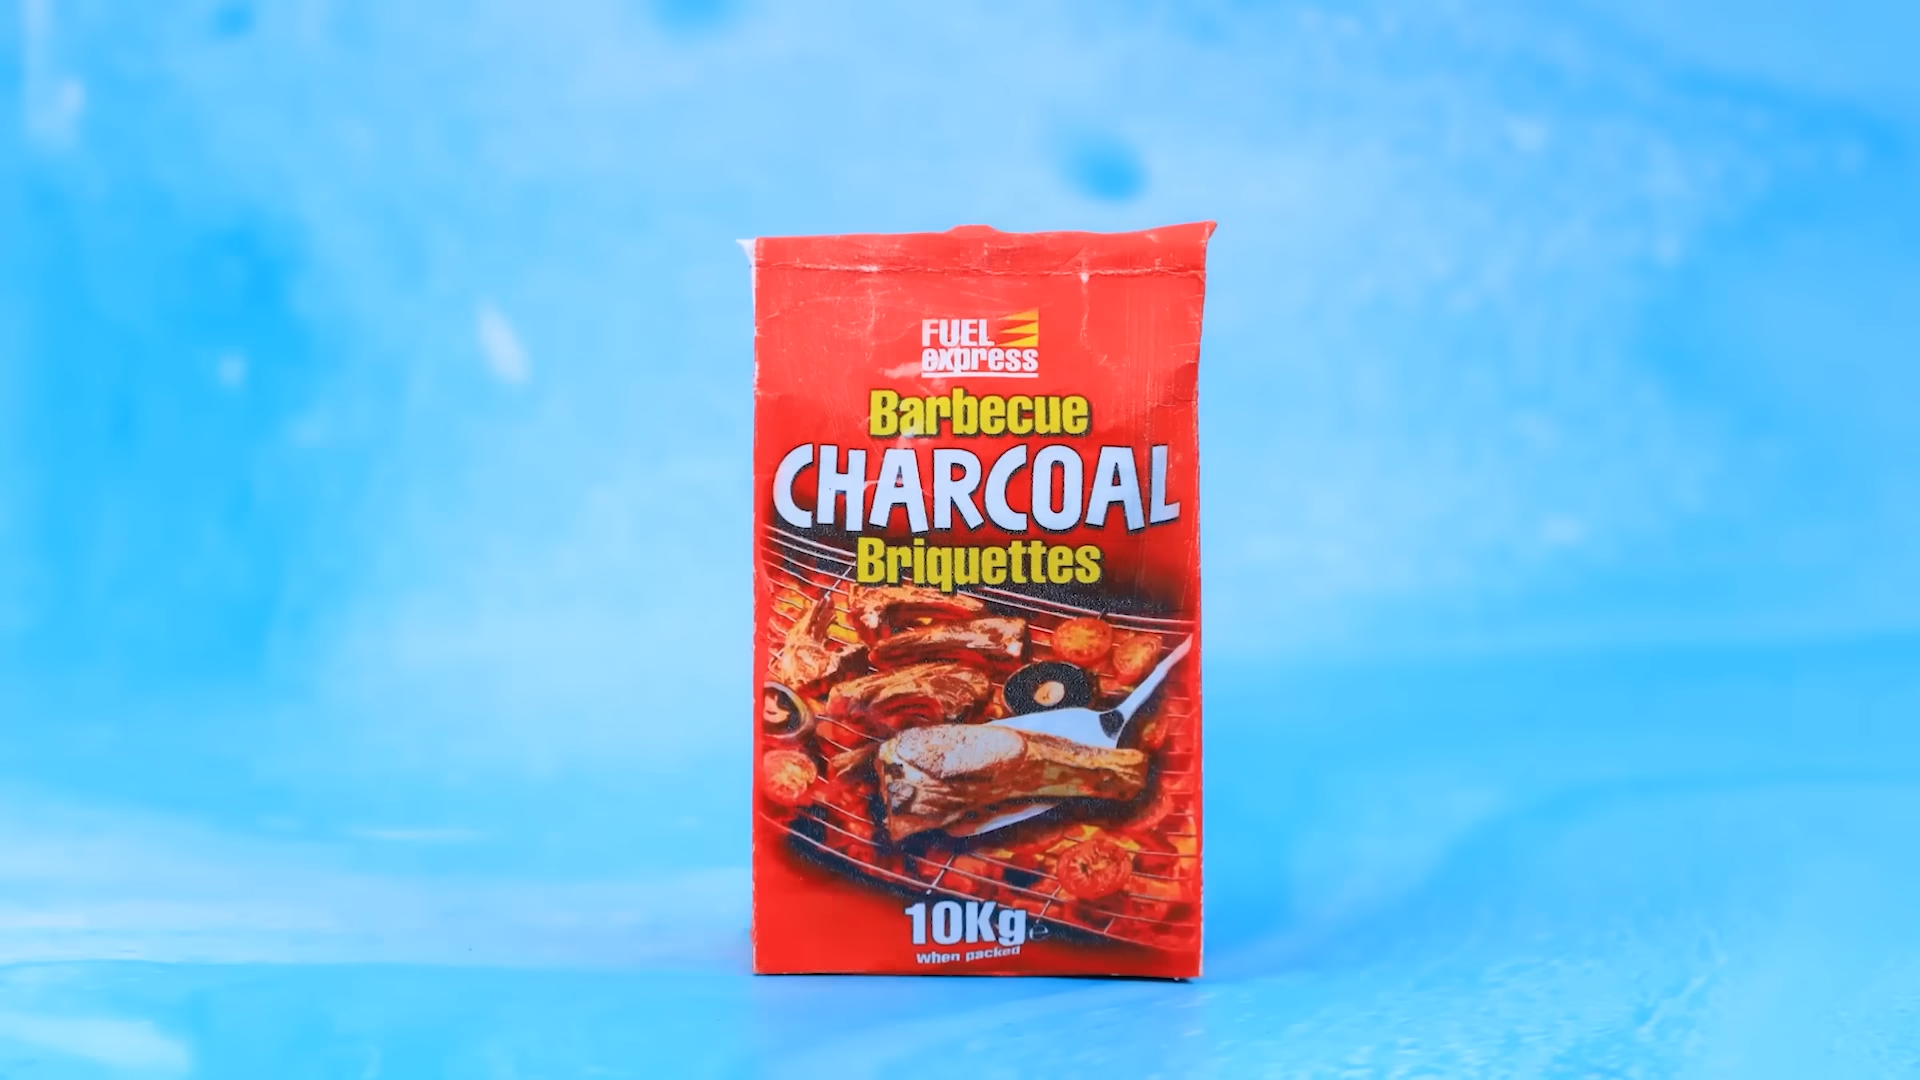 FUEL
express
Barbecue
CHARCOAL
Briquettes
10Kg e
when packed